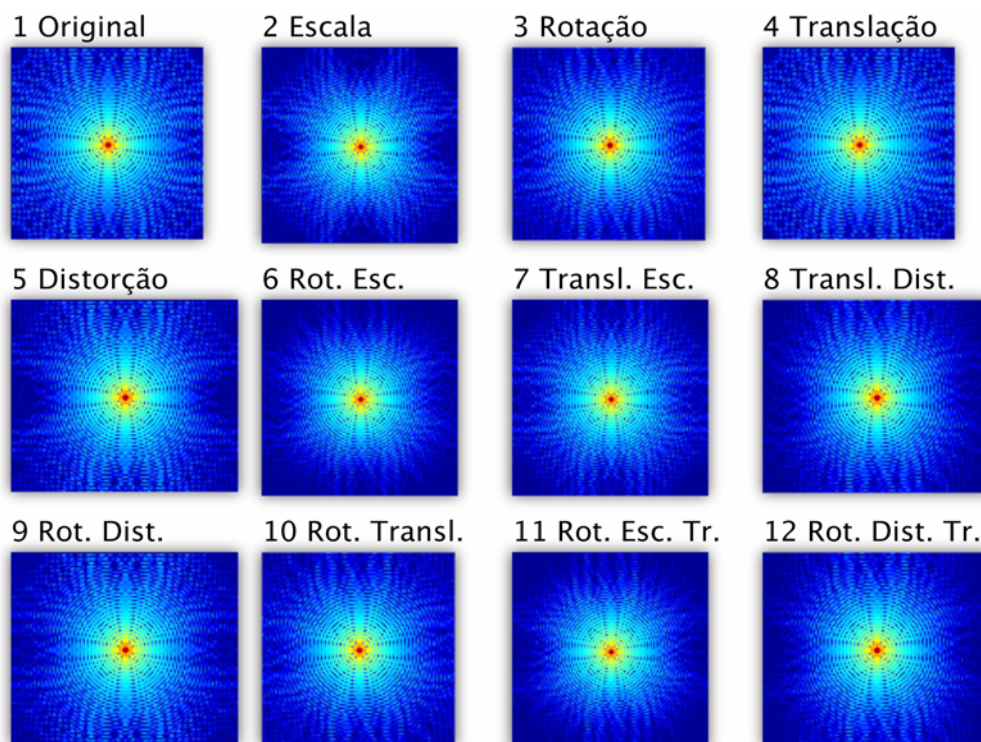 1 Original
2 Escala
3 Rotação
4 Translação
5 Distorção
6 Rot. Esc.
7 Transl. Esc.
8 Transl. Dist.
9 Rot. Dist.
10 Rot. Transl.
11 Rot. Esc. Tr.
12 Rot. Dist. Tr.